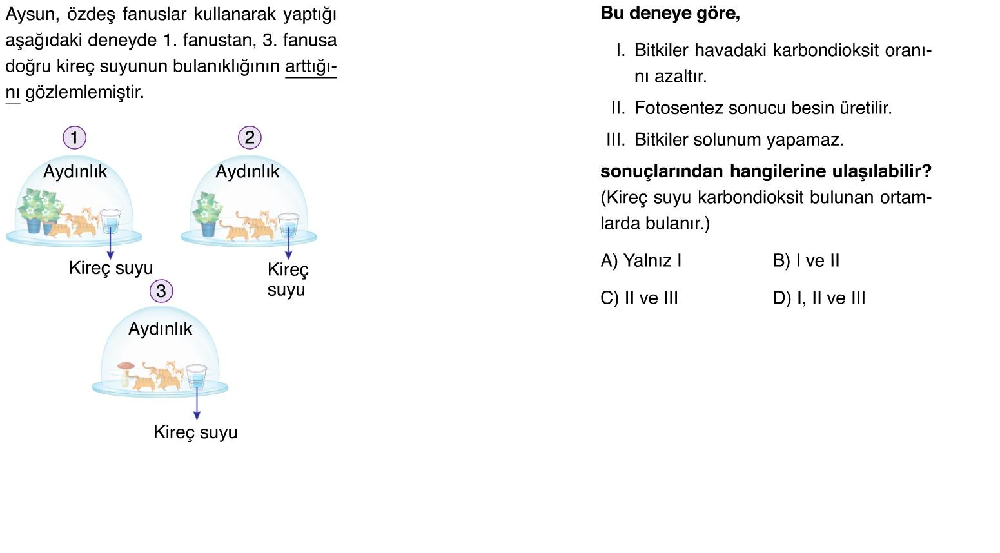 Aysun, özdeş fanuslar kullanarak yaptığı
aşağıdaki deneyde 1. fanustan, 3. fanusa
doğru kireç suyunun bulanıklığının arttığı-
nı gözlemlemiştir.
1
Aydınlık
Kireç suyu
2
Aydınlık
Kireç
suyu
3
Aydınlık
Kireç suyu
Bu deneye göre,
I. Bitkiler havadaki karbondioksit oranı-
nı azaltır.
II. Fotosentez sonucu besin üretilir.
III. Bitkiler solunum yapamaz.
sonuçlarından hangilerine ulaşılabilir?
(Kireç suyu karbondioksit bulunan ortam-
larda bulanır.)
A) Yalnız I B) I ve II
C) II ve III D) I, II ve III